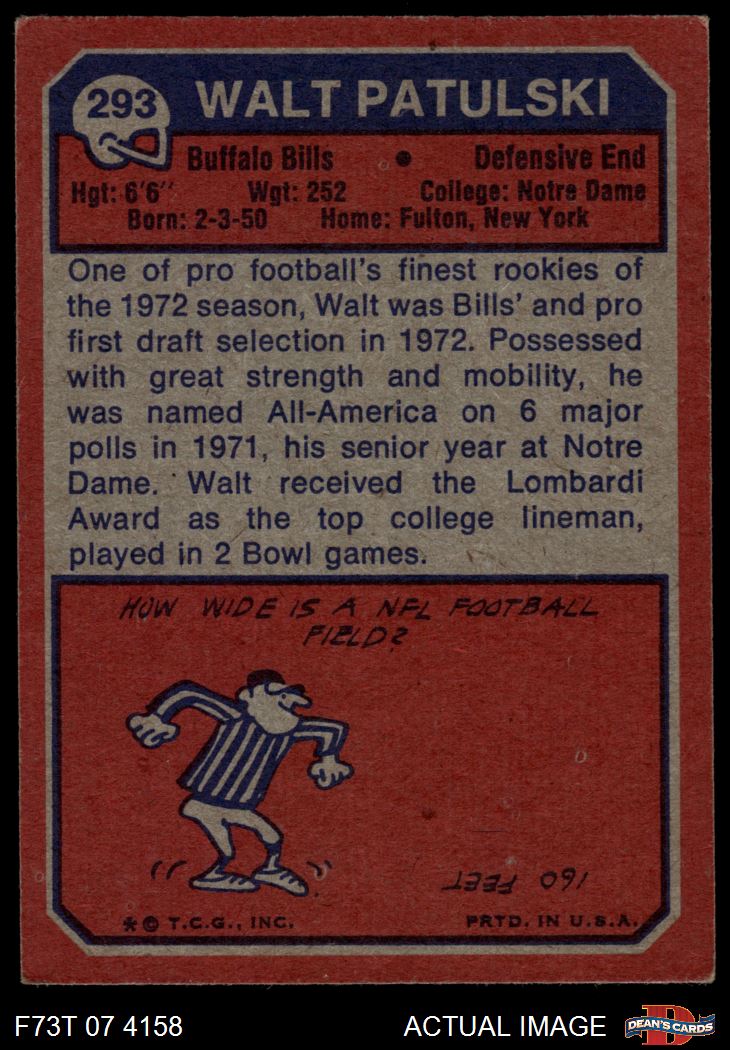 293 WALT PATULSKI
Buffalo Bills • Defensive End
Hgt: 6'6" Wgt: 252 College: Notre Dame
Born: 2-3-50 Home: Fulton, New York
One of pro football's finest rookies of
the 1972 season, Walt was Bills' and pro
first draft selection in 1972. Possessed
with great strength and mobility, he
was named All-America on 6 major
polls in 1971, his senior year at Notre
Dame. Walt received the Lombardi
Award as the top college lineman,
played in 2 Bowl games.
HOW WIDE IS A NFL FOOTBALL
FIELD?
160 FEET
* © T.C.G., INC. PRTD. IN U.S.A.
F73T 07 4158 ACTUAL IMAGE D DEAN'S CARDS